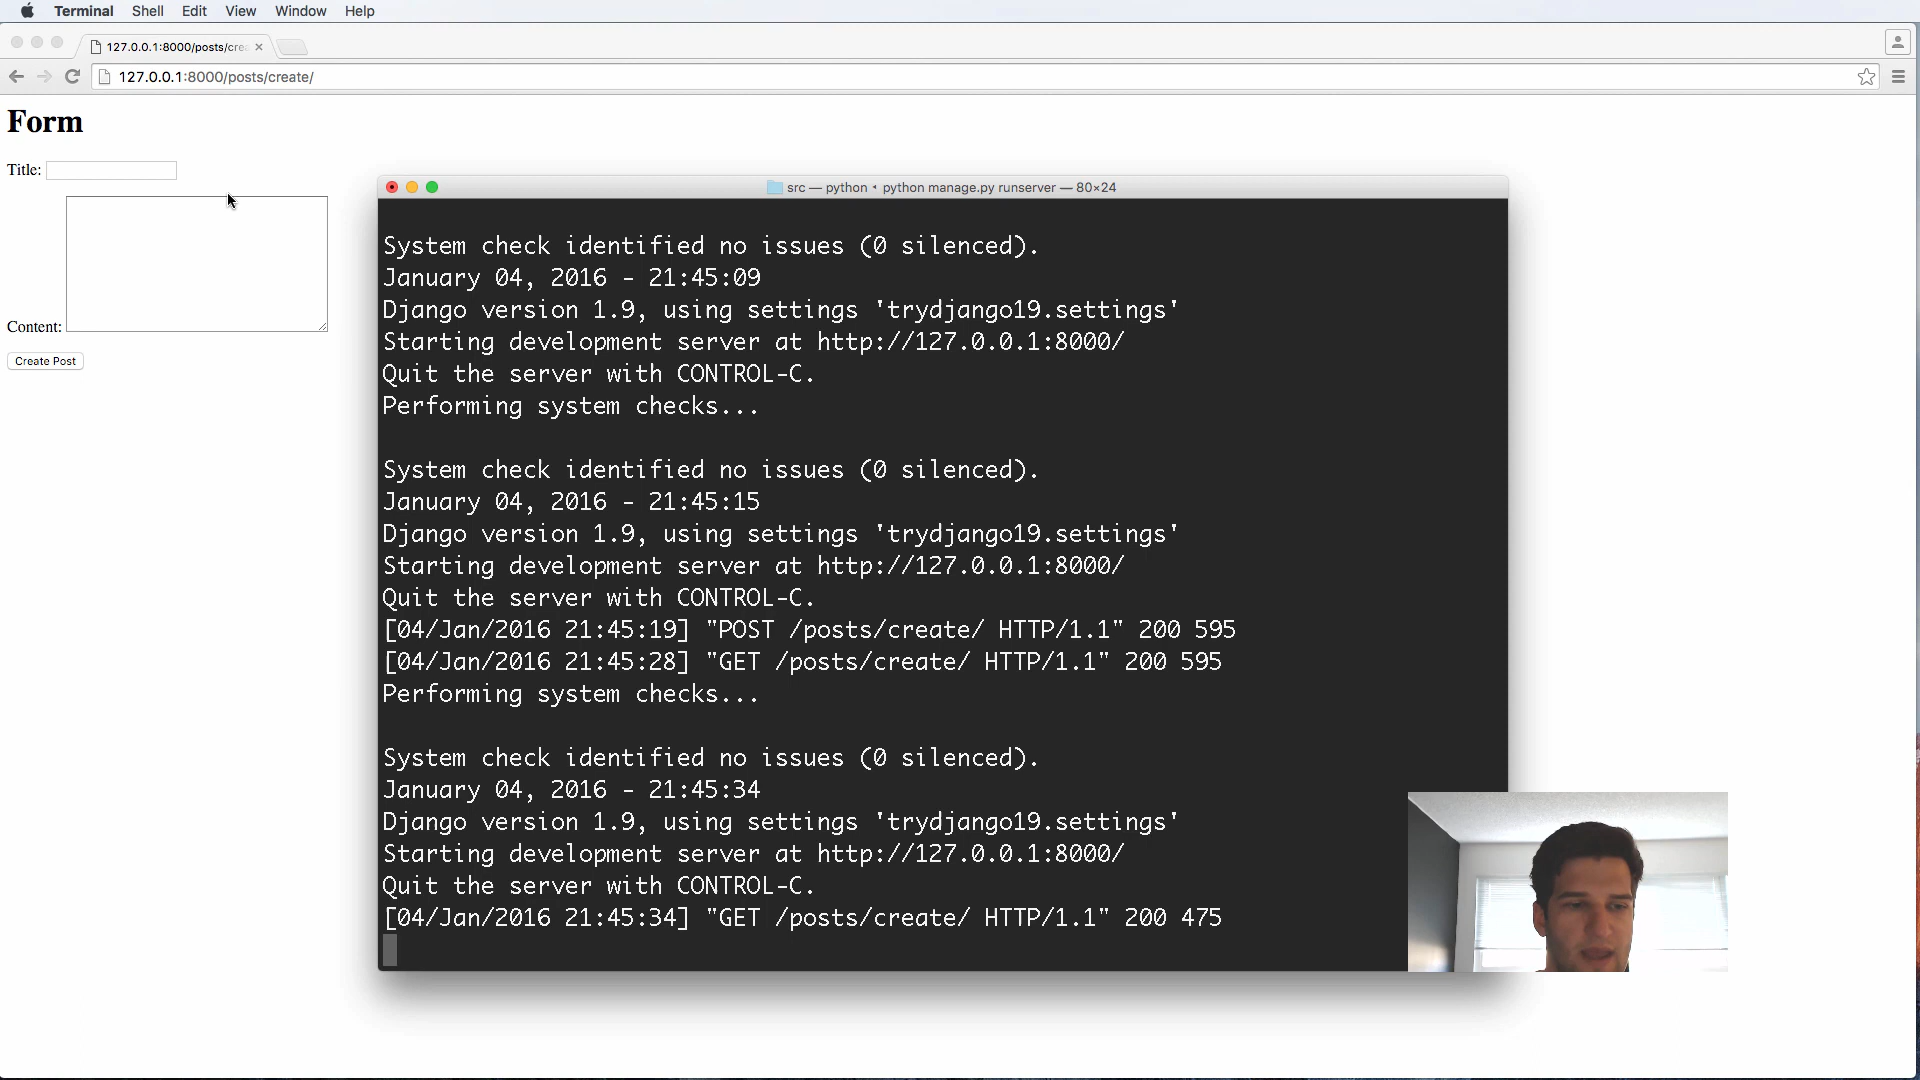 Terminal Shell Edit View Window Help
127.0.0.1:8000/posts/cre
127.0.0.1:8000/posts/create/
Form
Title:
Content:
Create Post
src — python • python manage.py runserver — 80×24
System check identified no issues (0 silenced).
January 04, 2016 - 21:45:09
Django version 1.9, using settings 'trydjango19.settings'
Starting development server at http://127.0.0.1:8000/
Quit the server with CONTROL-C.
Performing system checks...
System check identified no issues (0 silenced).
January 04, 2016 - 21:45:15
Django version 1.9, using settings 'trydjango19.settings'
Starting development server at http://127.0.0.1:8000/
Quit the server with CONTROL-C.
[04/Jan/2016 21:45:19] "POST /posts/create/ HTTP/1.1" 200 595
[04/Jan/2016 21:45:28] "GET /posts/create/ HTTP/1.1" 200 595
Performing system checks...
System check identified no issues (0 silenced).
January 04, 2016 - 21:45:34
Django version 1.9, using settings 'trydjango19.settings'
Starting development server at http://127.0.0.1:8000/
Quit the server with CONTROL-C.
[04/Jan/2016 21:45:34] "GET /posts/create/ HTTP/1.1" 200 475